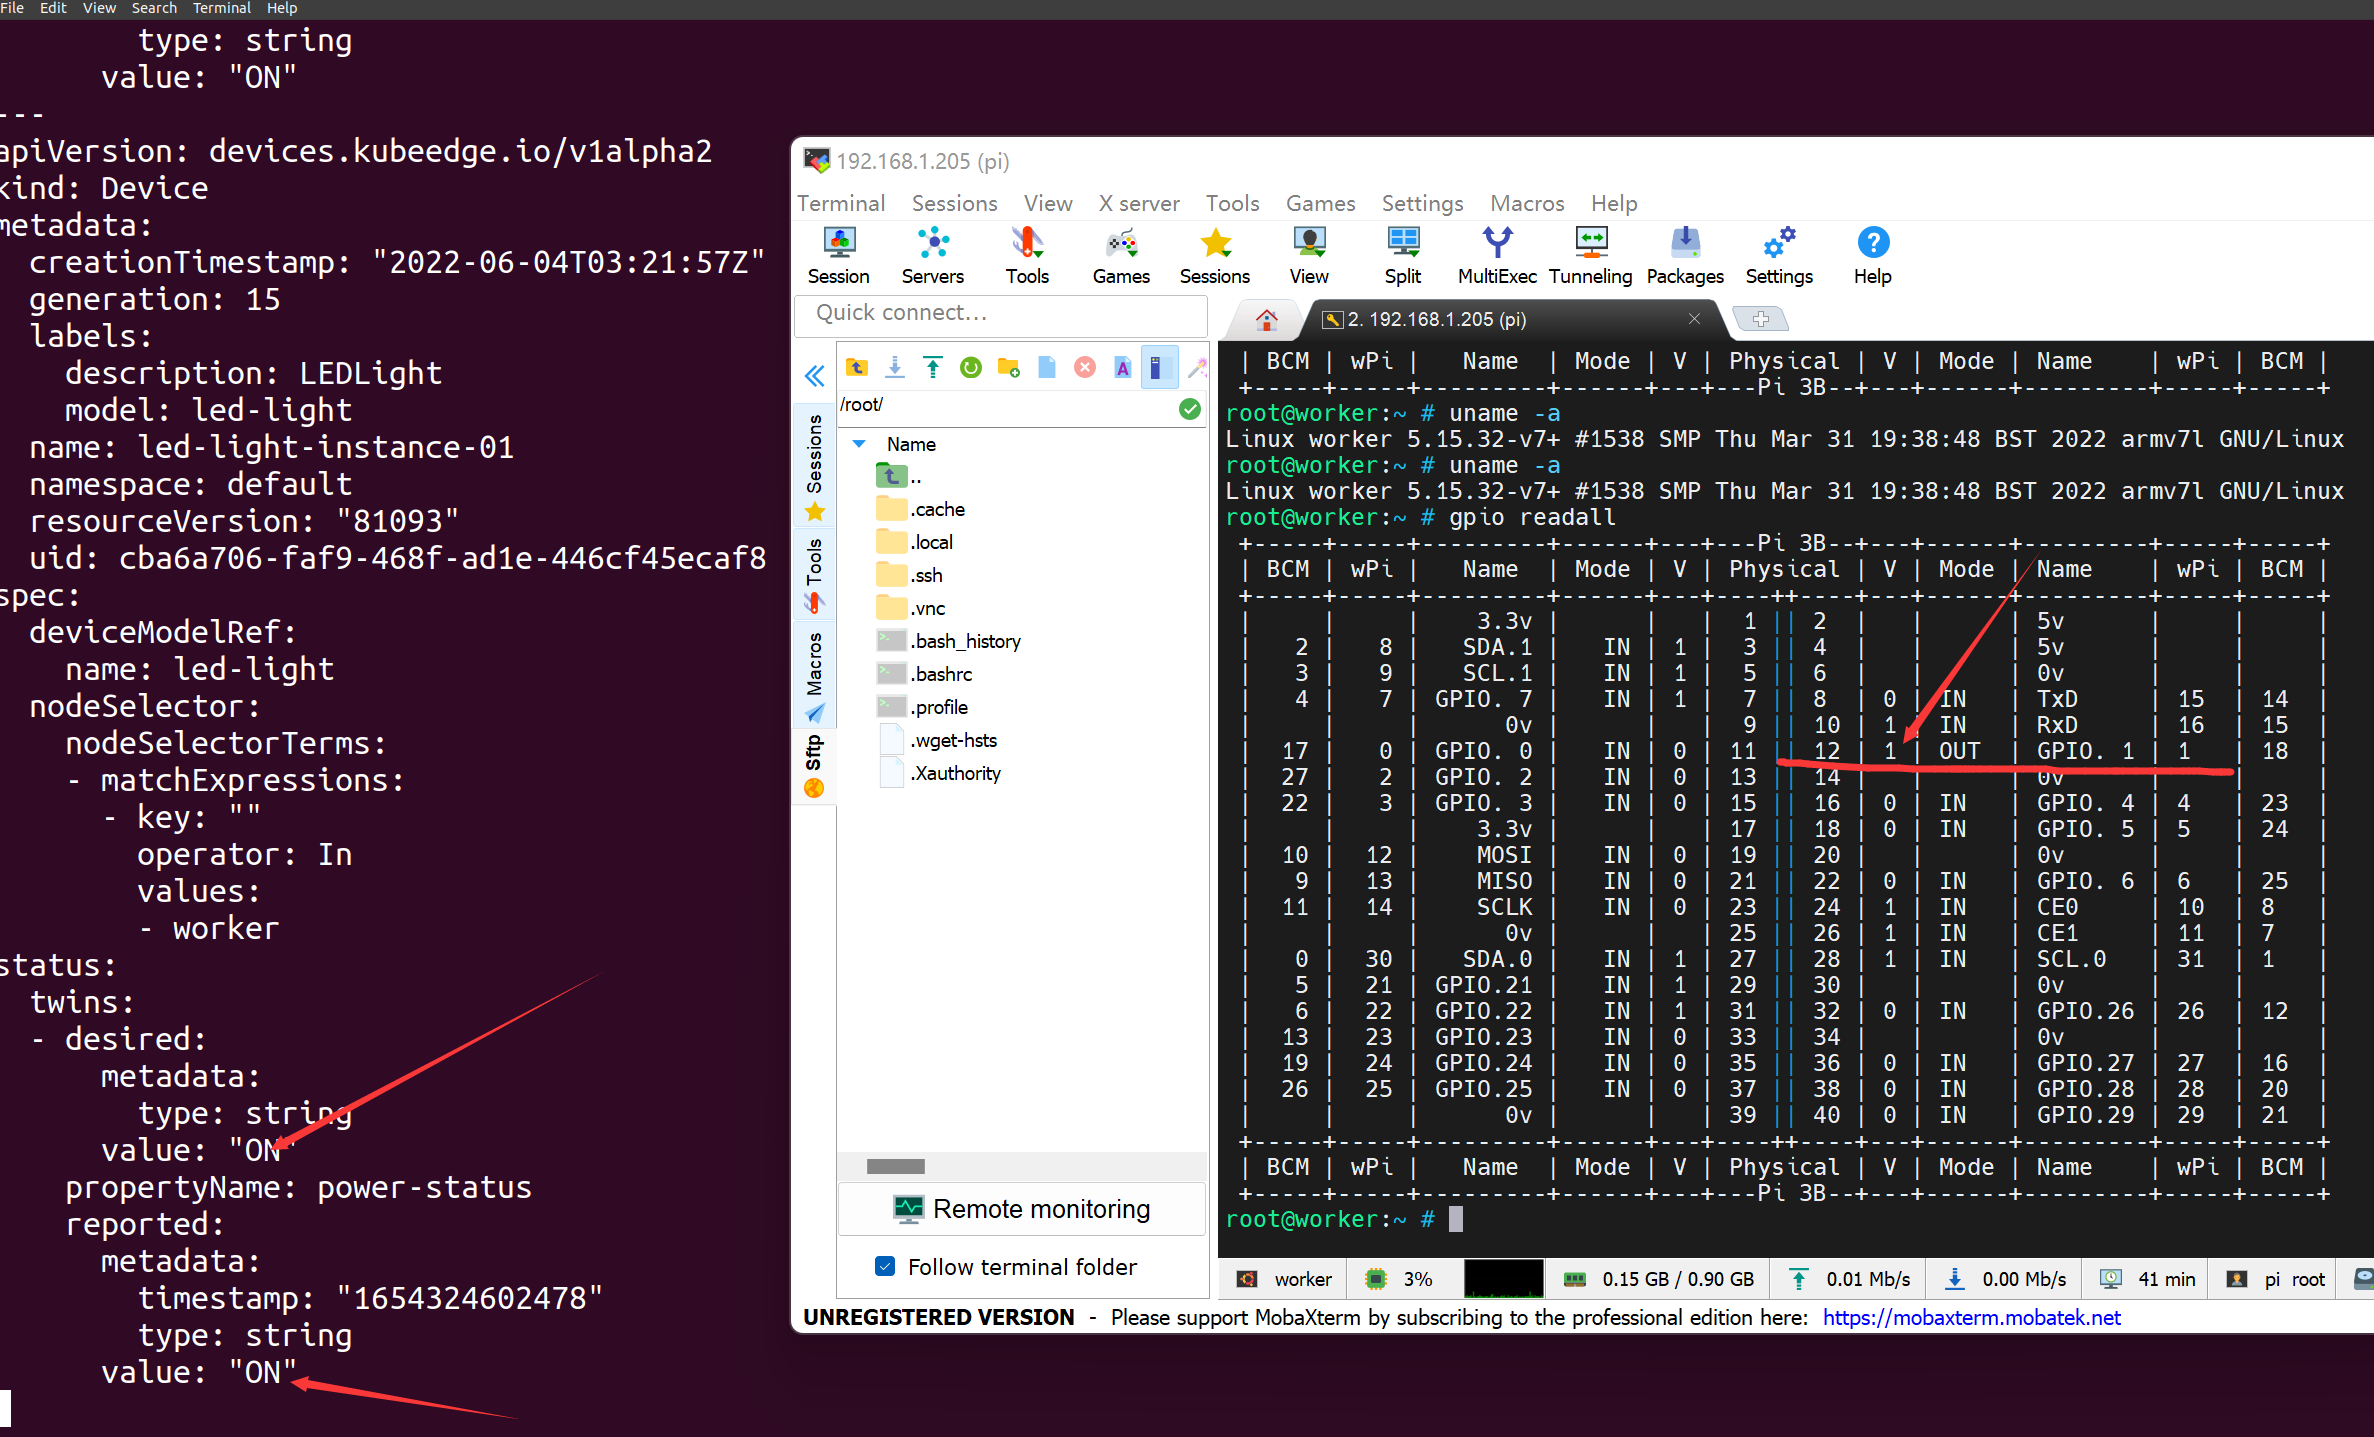 File Edit View Search Terminal Help
type: string
value: "ON"
---
apiVersion: devices.kubeedge.io/v1alpha2
kind: Device
metadata:
creationTimestamp: "2022-06-04T03:21:57Z"
generation: 15
labels:
description: LEDLight
model: led-light
name: led-light-instance-01
namespace: default
resourceVersion: "81093"
uid: cba6a706-faf9-468f-ad1e-446cf45ecaf8
spec:
deviceModelRef:
name: led-light
nodeSelector:
nodeSelectorTerms:
- matchExpressions:
- key: ""
operator: In
values:
- worker
status:
twins:
- desired:
metadata:
type: string
value: "ON"
propertyName: power-status
reported:
metadata:
timestamp: "1654324602478"
type: string
value: "ON"
192.168.1.205 (pi)
Terminal Sessions View X server Tools Games Settings Macros Help
Session Servers Tools Games Sessions View Split MultiExec Tunneling Packages Settings Help
Quick connect...
2. 192.168.1.205 (pi)
Sessions
Tools
Macros
Sftp
/root/
Name
..
.cache
.local
.ssh
.vnc
.bash_history
.bashrc
.profile
.wget-hsts
.Xauthority
Remote monitoring
Follow terminal folder
| BCM | wPi |   Name  | Mode | V | Physical | V | Mode | Name    | wPi | BCM |
+-----+-----+---------+------+---+---Pi 3B--+---+------+---------+-----+-----+
root@worker:~ # uname -a
Linux worker 5.15.32-v7+ #1538 SMP Thu Mar 31 19:38:48 BST 2022 armv7l GNU/Linux
root@worker:~ # uname -a
Linux worker 5.15.32-v7+ #1538 SMP Thu Mar 31 19:38:48 BST 2022 armv7l GNU/Linux
root@worker:~ # gpio readall
+-----+-----+---------+------+---+---Pi 3B--+---+------+---------+-----+-----+
| BCM | wPi |   Name  | Mode | V | Physical | V | Mode | Name    | wPi | BCM |
+-----+-----+---------+------+---+----++----+---+------+---------+-----+-----+
|     |     |    3.3v |      |   |  1 || 2  |   |      | 5v      |     |     |
|   2 |   8 |   SDA.1 |   IN | 1 |  3 || 4  |   |      | 5v      |     |     |
|   3 |   9 |   SCL.1 |   IN | 1 |  5 || 6  |   |      | 0v      |     |     |
|   4 |   7 | GPIO. 7 |   IN | 1 |  7 || 8  | 0 | IN   | TxD     | 15  | 14  |
|     |     |      0v |      |   |  9 || 10 | 1 | IN   | RxD     | 16  | 15  |
|  17 |   0 | GPIO. 0 |   IN | 0 | 11 || 12 | 1 | OUT  | GPIO. 1 | 1   | 18  |
|  27 |   2 | GPIO. 2 |   IN | 0 | 13 || 14 |   |      | 0v      |     |     |
|  22 |   3 | GPIO. 3 |   IN | 0 | 15 || 16 | 0 | IN   | GPIO. 4 | 4   | 23  |
|     |     |    3.3v |      |   | 17 || 18 | 0 | IN   | GPIO. 5 | 5   | 24  |
|  10 |  12 |    MOSI |   IN | 0 | 19 || 20 |   |      | 0v      |     |     |
|   9 |  13 |    MISO |   IN | 0 | 21 || 22 | 0 | IN   | GPIO. 6 | 6   | 25  |
|  11 |  14 |    SCLK |   IN | 0 | 23 || 24 | 1 | IN   | CE0     | 10  | 8   |
|     |     |      0v |      |   | 25 || 26 | 1 | IN   | CE1     | 11  | 7   |
|   0 |  30 |   SDA.0 |   IN | 1 | 27 || 28 | 1 | IN   | SCL.0   | 31  | 1   |
|   5 |  21 | GPIO.21 |   IN | 1 | 29 || 30 |   |      | 0v      |     |     |
|   6 |  22 | GPIO.22 |   IN | 1 | 31 || 32 | 0 | IN   | GPIO.26 | 26  | 12  |
|  13 |  23 | GPIO.23 |   IN | 0 | 33 || 34 |   |      | 0v      |     |     |
|  19 |  24 | GPIO.24 |   IN | 0 | 35 || 36 | 0 | IN   | GPIO.27 | 27  | 16  |
|  26 |  25 | GPIO.25 |   IN | 0 | 37 || 38 | 0 | IN   | GPIO.28 | 28  | 20  |
|     |     |      0v |      |   | 39 || 40 | 0 | IN   | GPIO.29 | 29  | 21  |
+-----+-----+---------+------+---+----++----+---+------+---------+-----+-----+
| BCM | wPi |   Name  | Mode | V | Physical | V | Mode | Name    | wPi | BCM |
+-----+-----+---------+------+---+---Pi 3B--+---+------+---------+-----+-----+
root@worker:~ #
worker 3% 0.15 GB / 0.90 GB 0.01 Mb/s 0.00 Mb/s 41 min pi root
UNREGISTERED VERSION - Please support MobaXterm by subscribing to the professional edition here: https://mobaxterm.mobatek.net